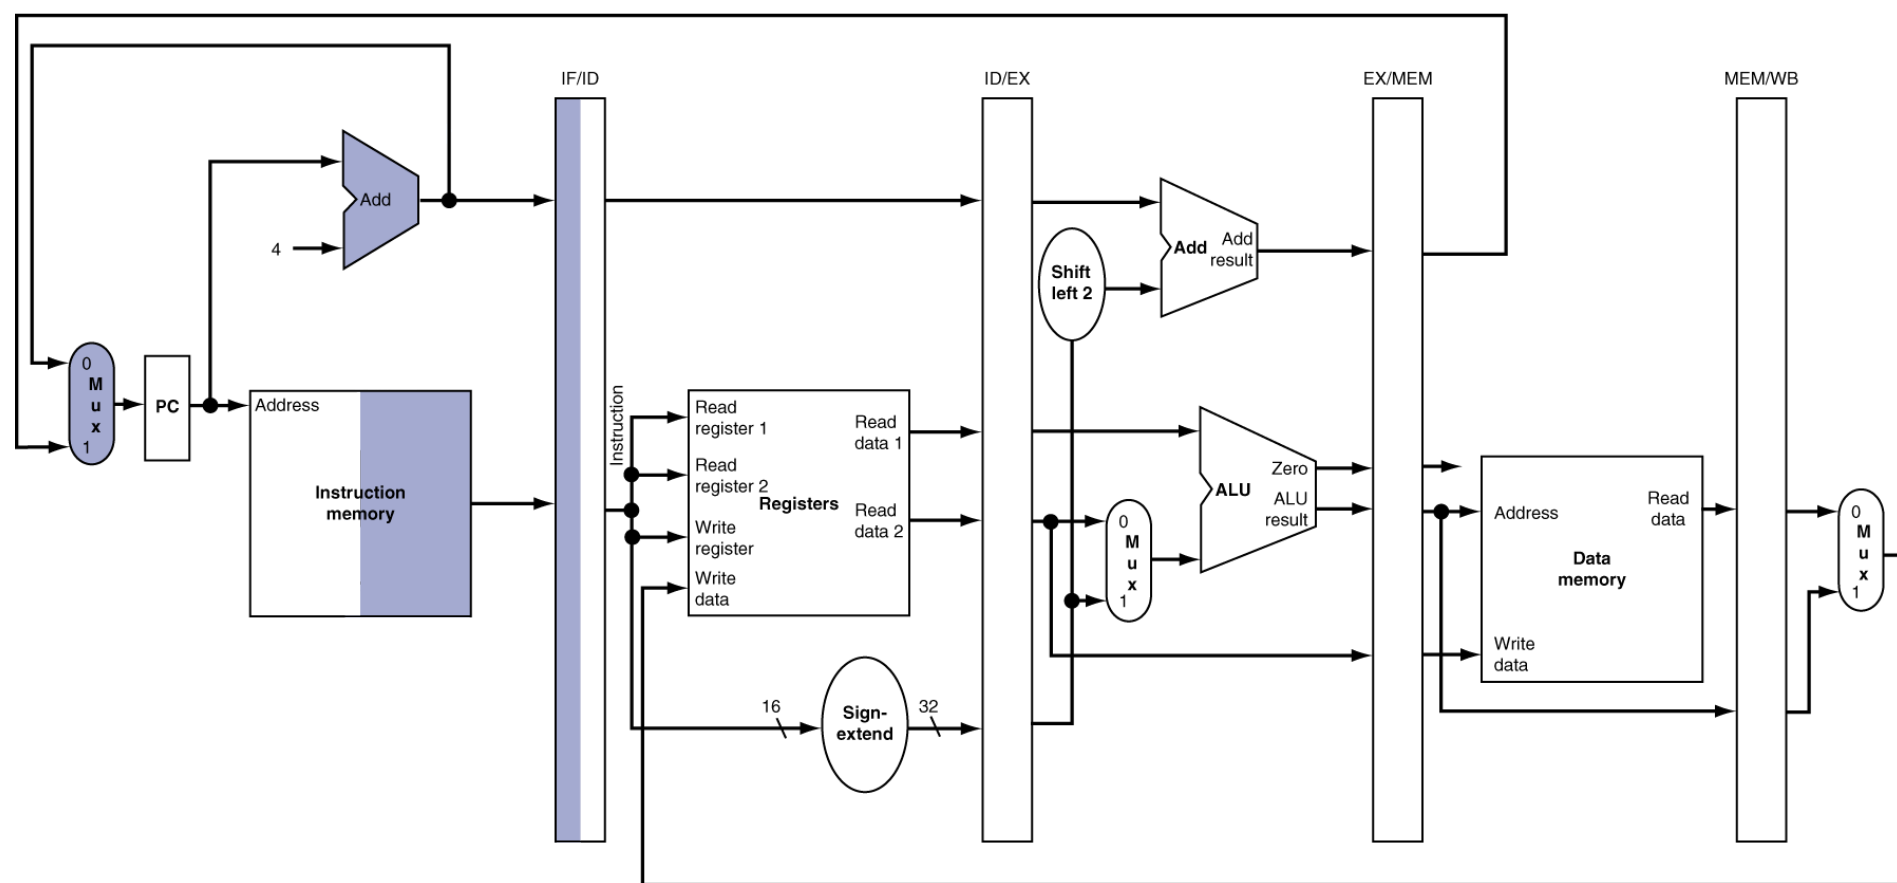 IF/ID
ID/EX
EX/MEM
MEM/WB
Add
4
Add
Add
result
Shift
left 2
0
M
u
x
1
PC
Address
Instruction
memory
Instruction
Read
register 1
Read
register 2
Write
register
Write
data
Registers
Read
data 1
Read
data 2
16
Sign-
extend
32
0
M
u
x
1
Zero
ALU
ALU
result
Address
Read
data
Data
memory
Write
data
0
M
u
x
1